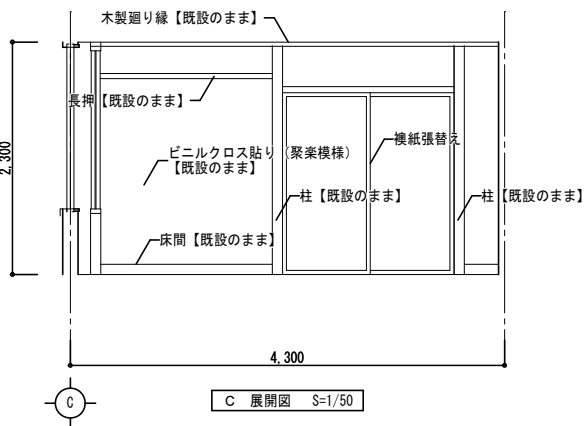 木製廻り縁【既設のまま】
長押【既設のまま】
2,300
ビニルクロス貼り（聚楽模様）
【既設のまま】
襖紙張替え
柱【既設のまま】
柱【既設のまま】
床間【既設のまま】
4,300
C
C 展開図 S=1/50